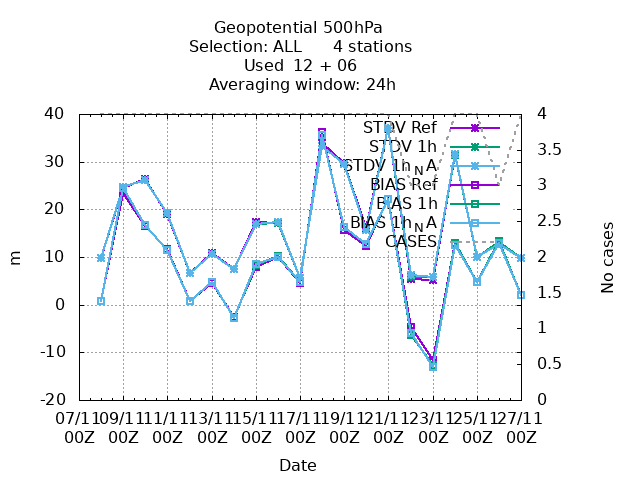 Geopotential 500hPa
Selection: ALL 4 stations
Used 12 + 06
Averaging window: 24h
40
30
20
10
0
-10
-20
m
4
3.5
3
2.5
2
1.5
1
0.5
0
No cases
STDV Ref
STDV 1h
STDV 1h_NA
BIAS Ref
BIAS 1h
BIAS 1h_NA
CASES
07/11 09/11 11/11 13/11 15/11 17/11 19/11 21/11 23/11 25/11 27/11
00Z 00Z 00Z 00Z 00Z 00Z 00Z 00Z 00Z 00Z 00Z
Date